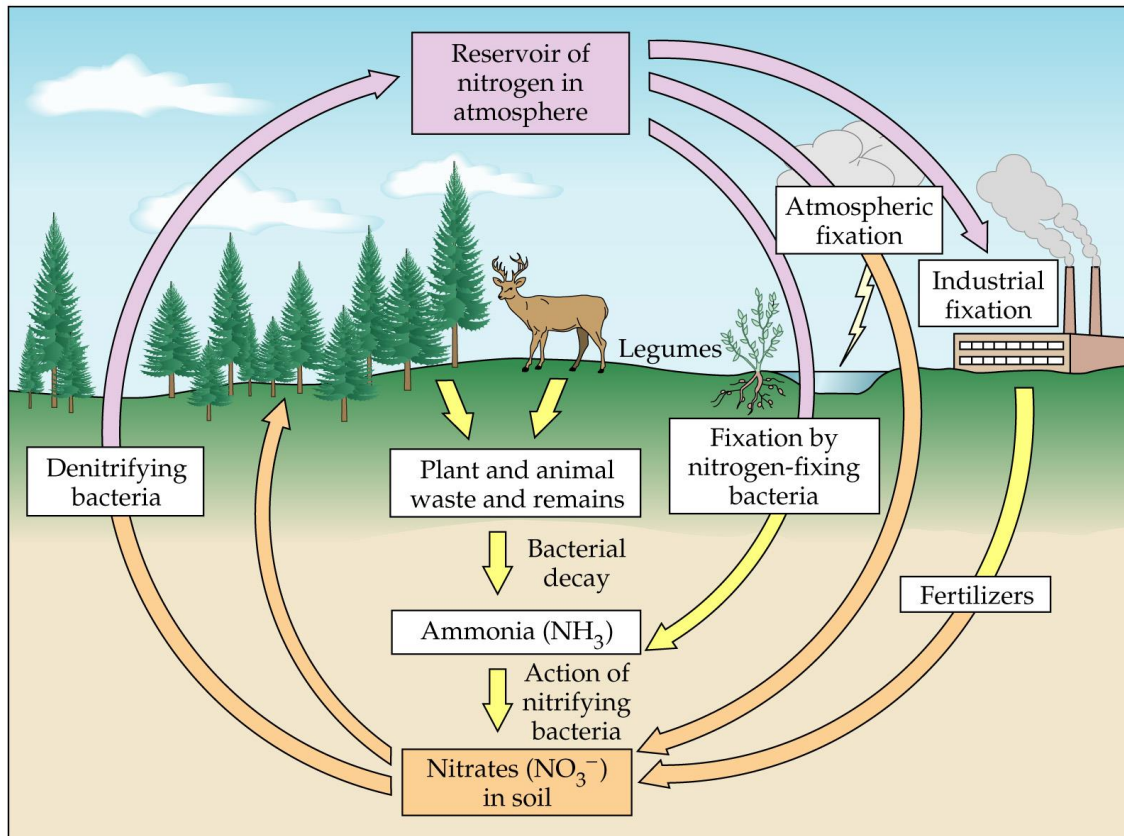 Reservoir of
nitrogen in
atmosphere
Atmospheric
fixation
Industrial
fixation
Legumes
Denitrifying
bacteria
Plant and animal
waste and remains
Fixation by
nitrogen-fixing
bacteria
Bacterial
decay
Fertilizers
Ammonia (NH₃)
Action of
nitrifying
bacteria
Nitrates (NO₃⁻)
in soil